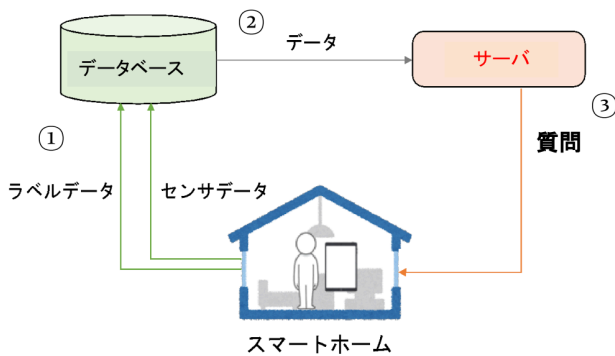 ②
データ
データベース
サーバ
③
①
質問
ラベルデータ
センサデータ
スマートホーム